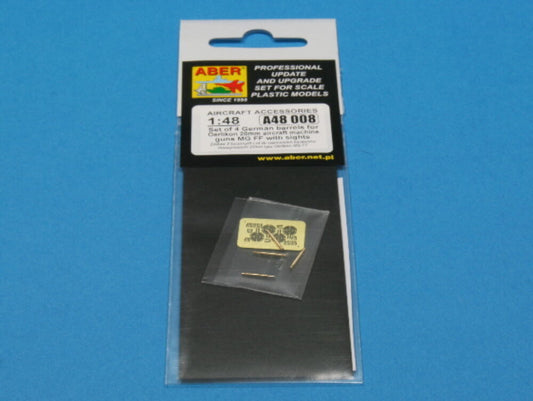 ABER
SINCE 1995
PROFESSIONAL
UPDATE
AND UPGRADE
SET FOR SCALE
PLASTIC MODELS
AIRCRAFT ACCESSORIES
1:48 A48 008
Set of 4 German barrels for
Oerlikon 20mm aircraft machine
guns MG FF with sights
www.aber.net.pl